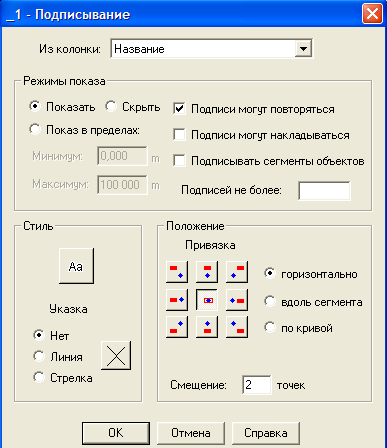 _1 - Подписывание
Из колонки: Название
Режимы показа
Показать Скрыть
Показ в пределах:
Минимум: 0,000 m
Максимум: 100 000 m
Подписи могут повторяться
Подписи могут накладываться
Подписывать сегменты объектов
Подписей не более:
Стиль
Aa
Указка
Нет
Линия
Стрелка
Положение
Привязка
горизонтально
вдоль сегмента
по кривой
Смещение: 2 точек
OK Отмена Справка